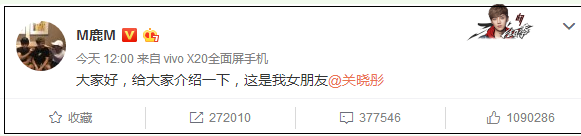 M鹿M
今天 12:00 来自 vivo X20全面屏手机
大家好，给大家介绍一下，这是我女朋友@关晓彤
收藏 272010 377546 1090286